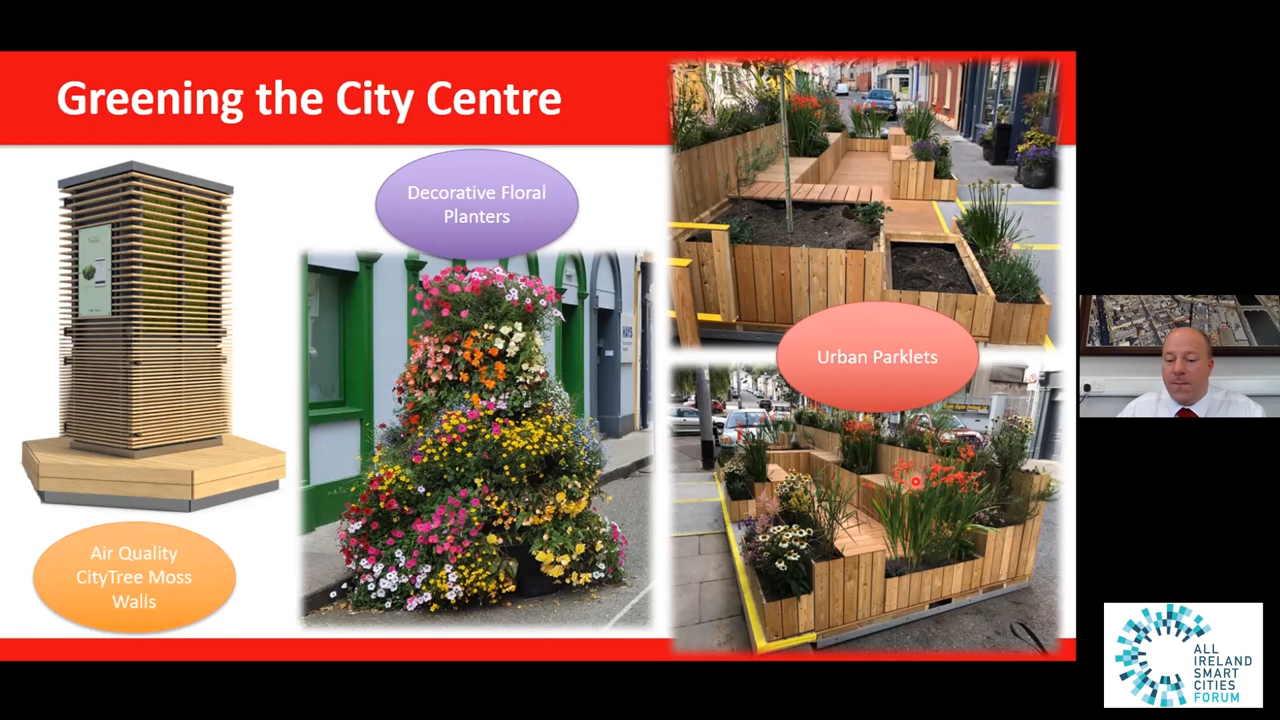 Greening the City Centre
Decorative Floral
Planters
Urban Parklets
Air Quality
CityTree Moss
Walls
HAYS
ALL
IRELAND
SMART
CITIES
FORUM